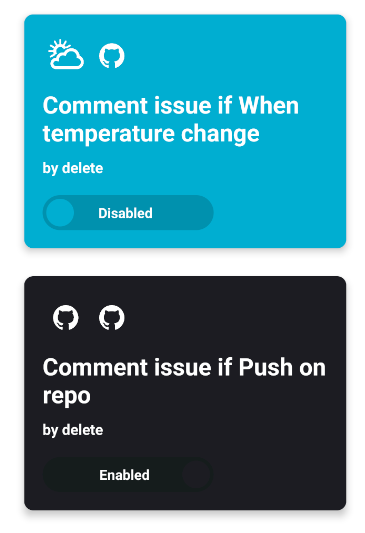 Comment issue if When
temperature change
by delete
Disabled
Comment issue if Push on
repo
by delete
Enabled